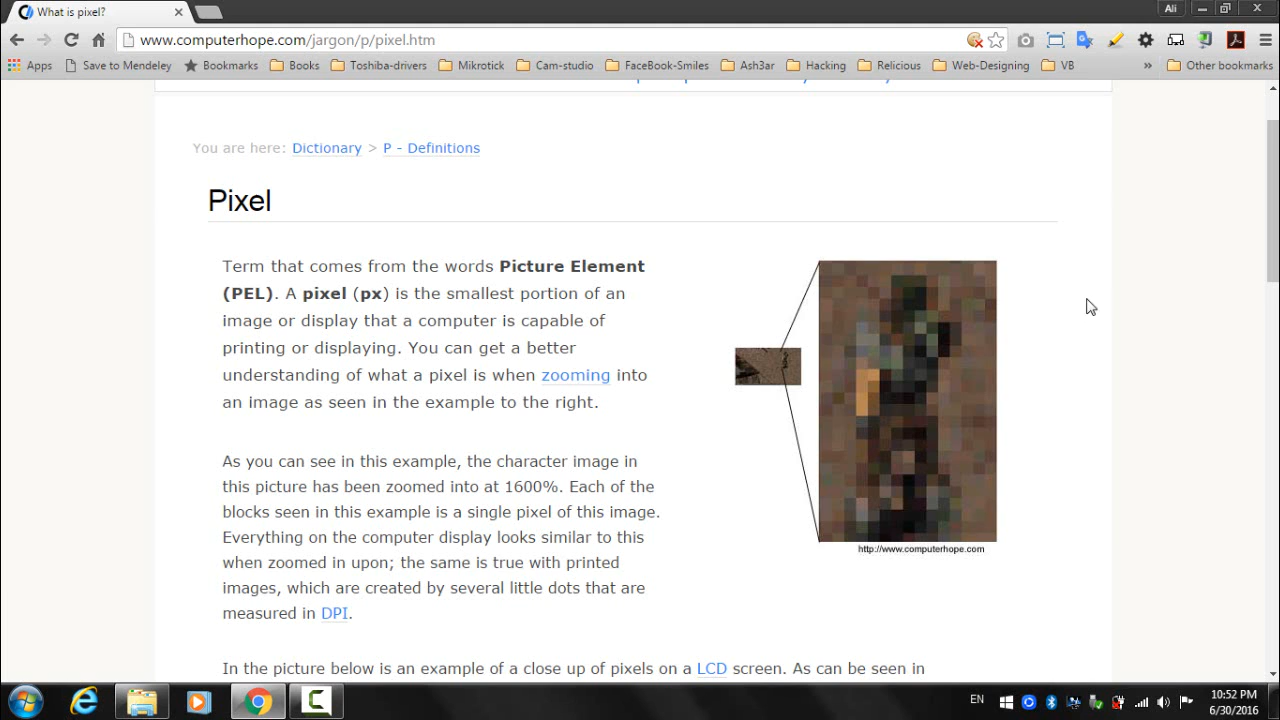 What is pixel?
Ali
www.computerhope.com/jargon/p/pixel.htm
Apps Save to Mendeley Bookmarks Books Toshiba-drivers Mikrotick Cam-studio FaceBook-Smiles Ash3ar Hacking Relicious Web-Designing VB » Other bookmarks
You are here: Dictionary > P - Definitions
Pixel
Term that comes from the words Picture Element
(PEL). A pixel (px) is the smallest portion of an
image or display that a computer is capable of
printing or displaying. You can get a better
understanding of what a pixel is when zooming into
an image as seen in the example to the right.
http://www.computerhope.com
As you can see in this example, the character image in
this picture has been zoomed into at 1600%. Each of the
blocks seen in this example is a single pixel of this image.
Everything on the computer display looks similar to this
when zoomed in upon; the same is true with printed
images, which are created by several little dots that are
measured in DPI.
In the picture below is an example of a close up of pixels on a LCD screen. As can be seen in
EN
10:52 PM
6/30/2016